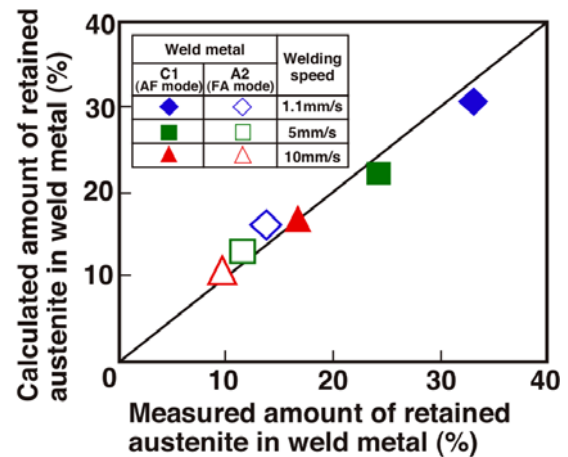 Calculated amount of retained
austenite in weld metal (%)
40
30
20
10
0
Weld metal
Welding
speed
C1
(AF mode)
A2
(FA mode)
1.1mm/s
5mm/s
10mm/s
10
20
30
40
Measured amount of retained
austenite in weld metal (%)